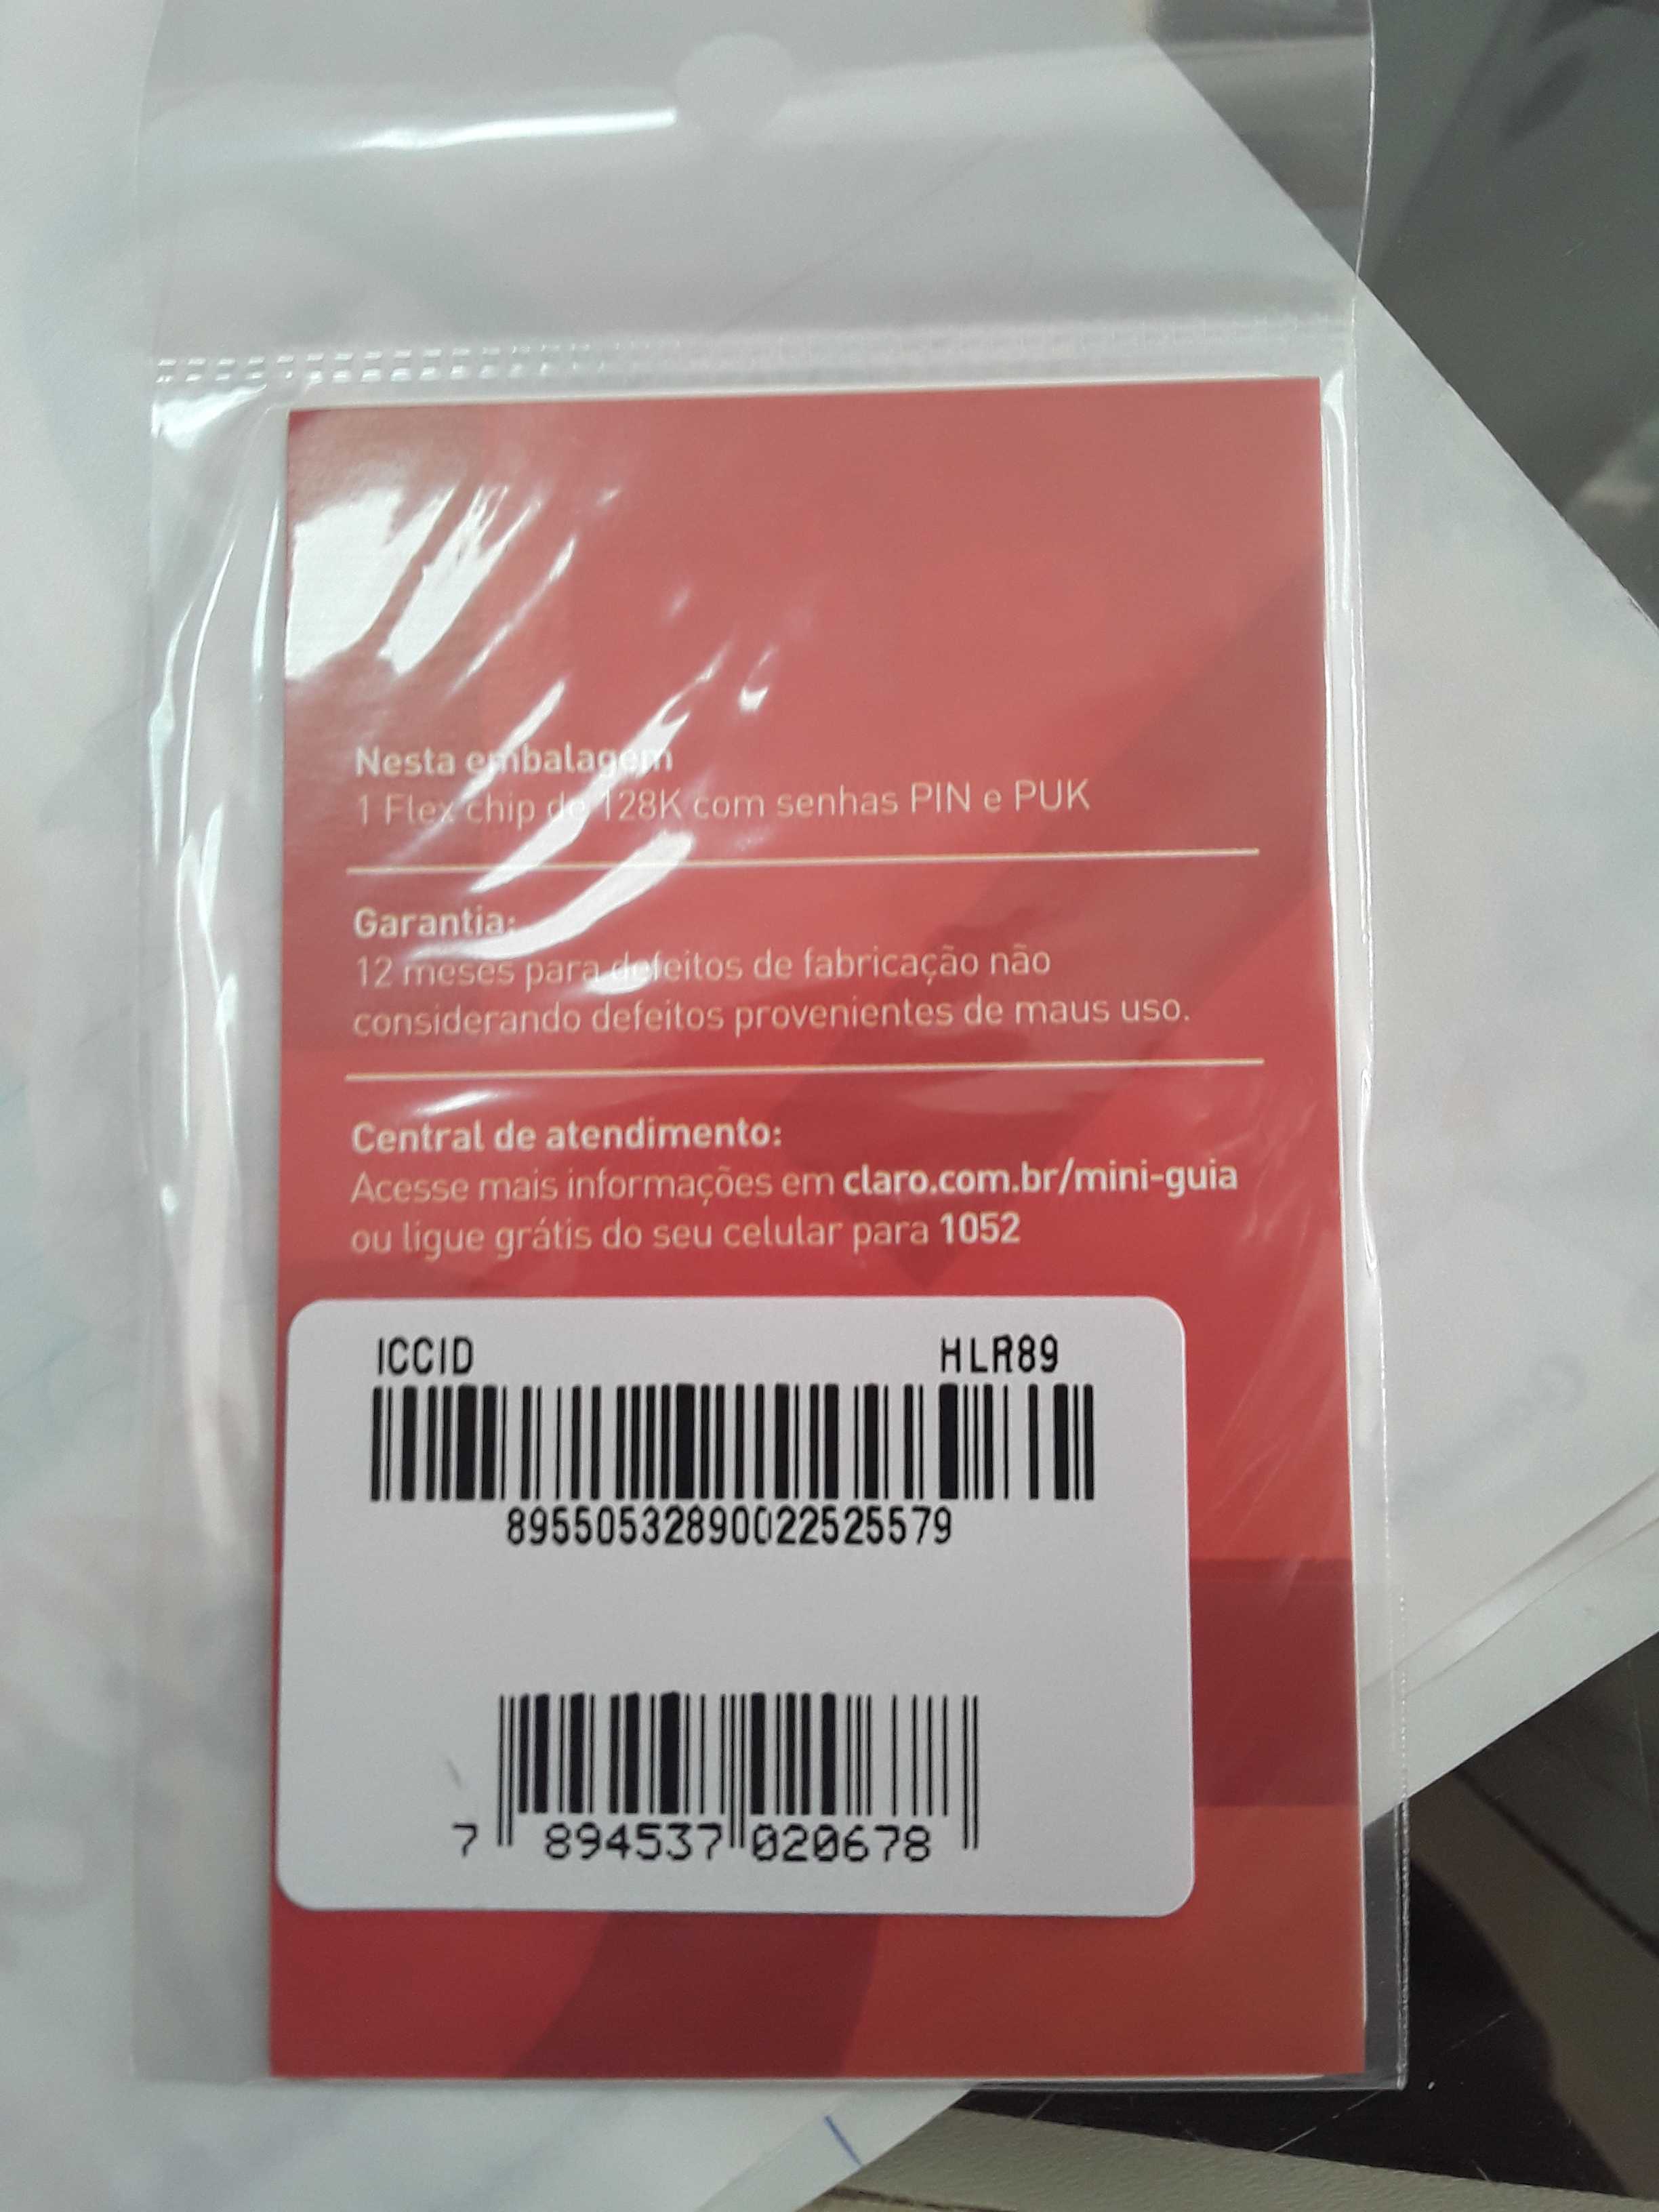 Nesta embalagem
1 Flex chip de 128K com senhas PIN e PUK
Garantia:
12 meses para defeitos de fabricação não
considerando defeitos provenientes de maus uso.
Central de atendimento:
Acesse mais informações em claro.com.br/mini-guia
ou ligue grátis do seu celular para 1052
ICCID HLR89
89550532890022525579
7 894537 020678